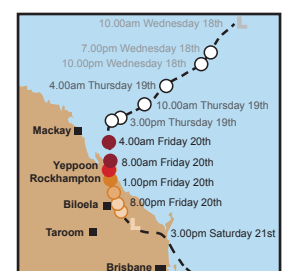 10.00am Wednesday 18th
L
7.00pm Wednesday 18th
10.00pm Wednesday 18th
4.00am Thursday 19th
10.00am Thursday 19th
3.00pm Thursday 19th
Mackay
4.00am Friday 20th
Yeppoon
8.00am Friday 20th
Rockhampton
1.00pm Friday 20th
Biloela
8.00pm Friday 20th
L
Taroom
3.00pm Saturday 21st
Brisbane